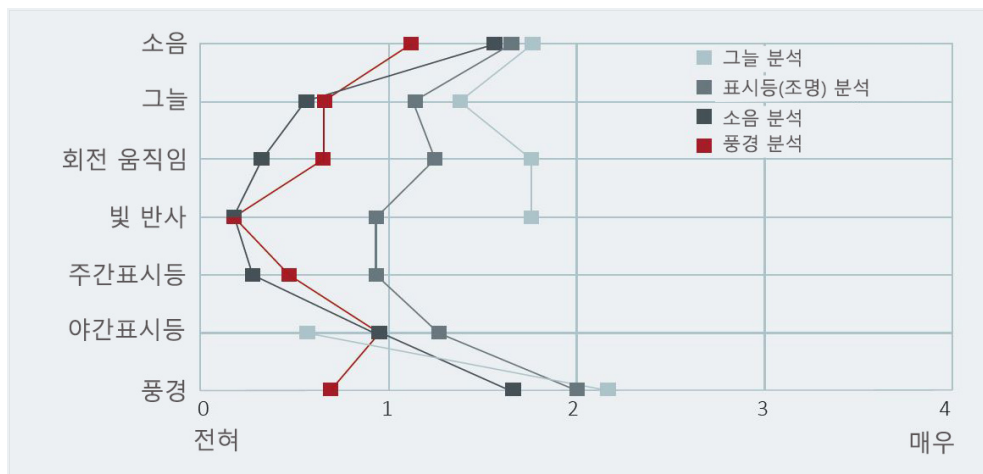 소음
그늘
회전 움직임
빛 반사
주간표시등
야간표시등
풍경
그늘 분석
표시등(조명) 분석
소음 분석
풍경 분석
0 1 2 3 4
전혀 매우